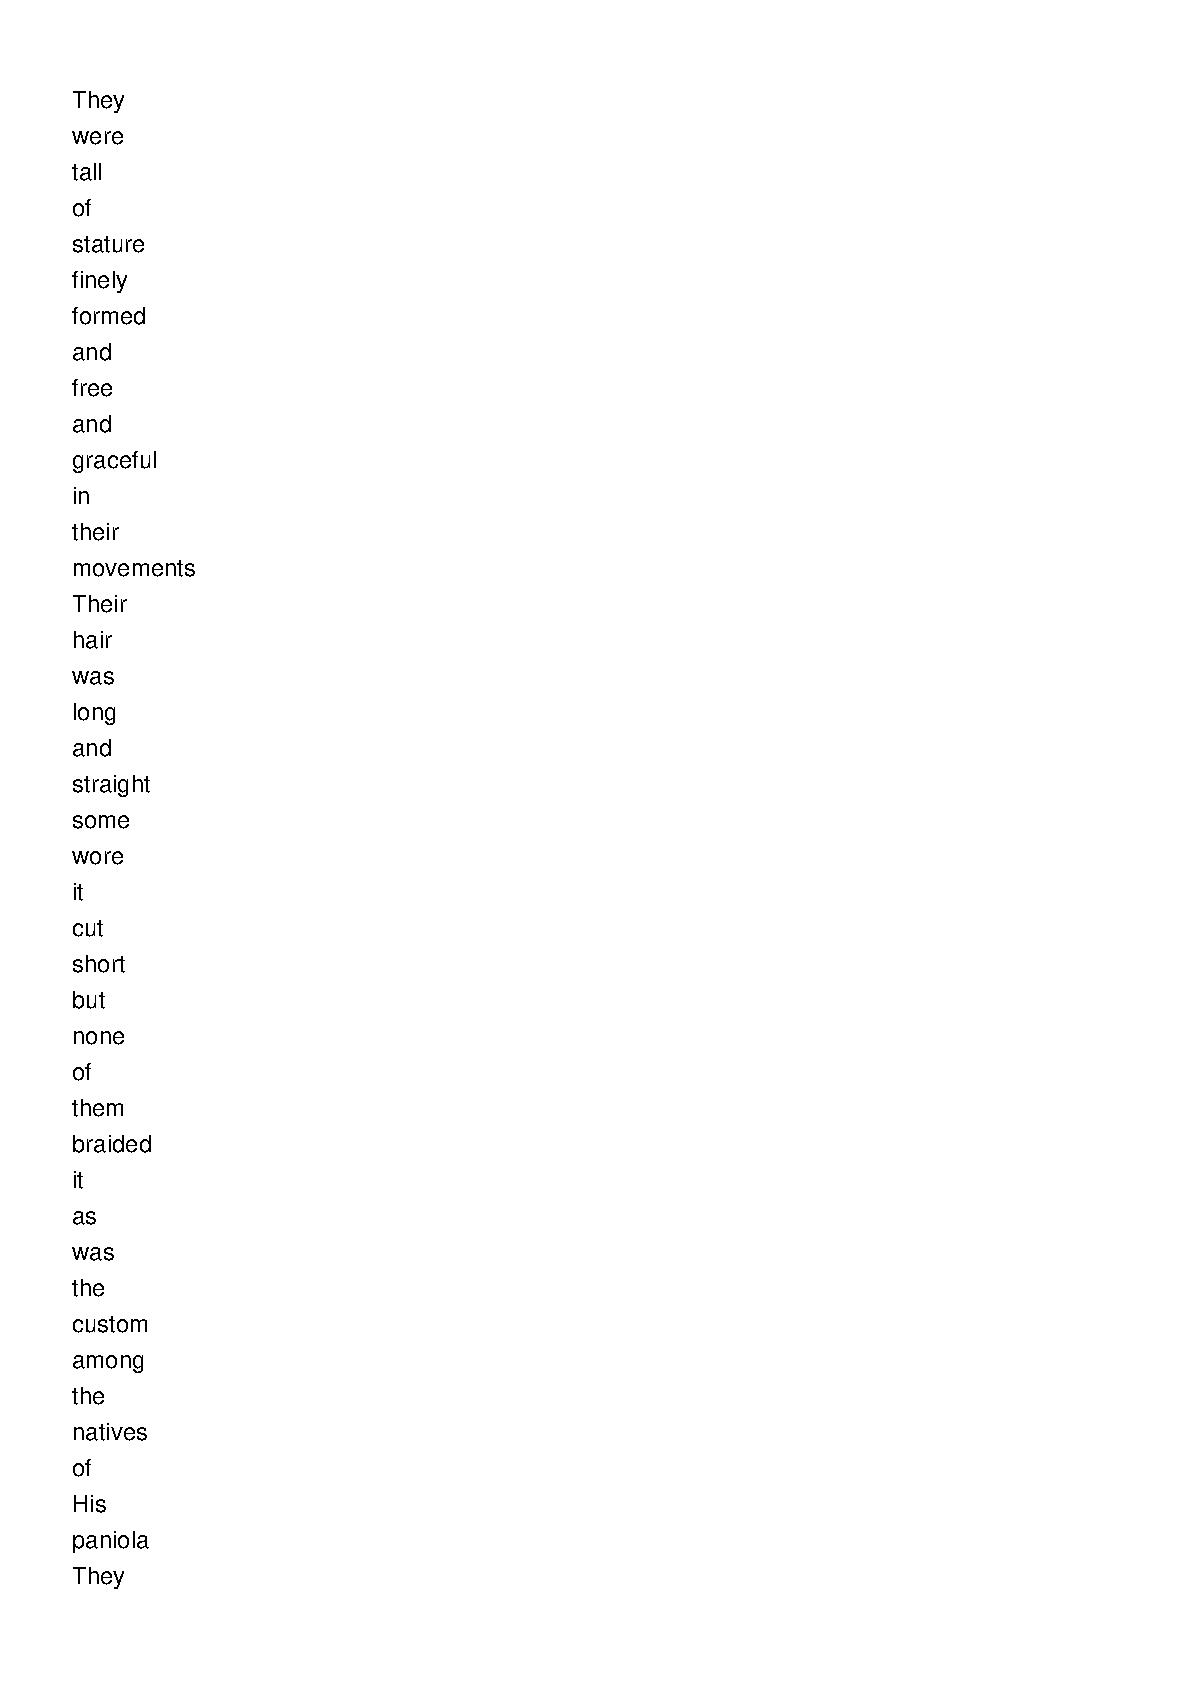 They
were
tall
of
stature
finely
formed
and
free
and
graceful
in
their
movements
Their
hair
was
long
and
straight
some
wore
it
cut
short
but
none
of
them
braided
it
as
was
the
custom
among
the
natives
of
His
paniola
They